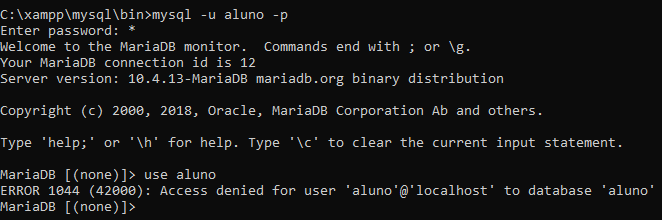 C:\xampp\mysql\bin>mysql -u aluno -p
Enter password: *
Welcome to the MariaDB monitor.  Commands end with ; or \g.
Your MariaDB connection id is 12
Server version: 10.4.13-MariaDB mariadb.org binary distribution
Copyright (c) 2000, 2018, Oracle, MariaDB Corporation Ab and others.
Type 'help;' or '\h' for help. Type '\c' to clear the current input statement.
MariaDB [(none)]> use aluno
ERROR 1044 (42000): Access denied for user 'aluno'@'localhost' to database 'aluno'
MariaDB [(none)]>